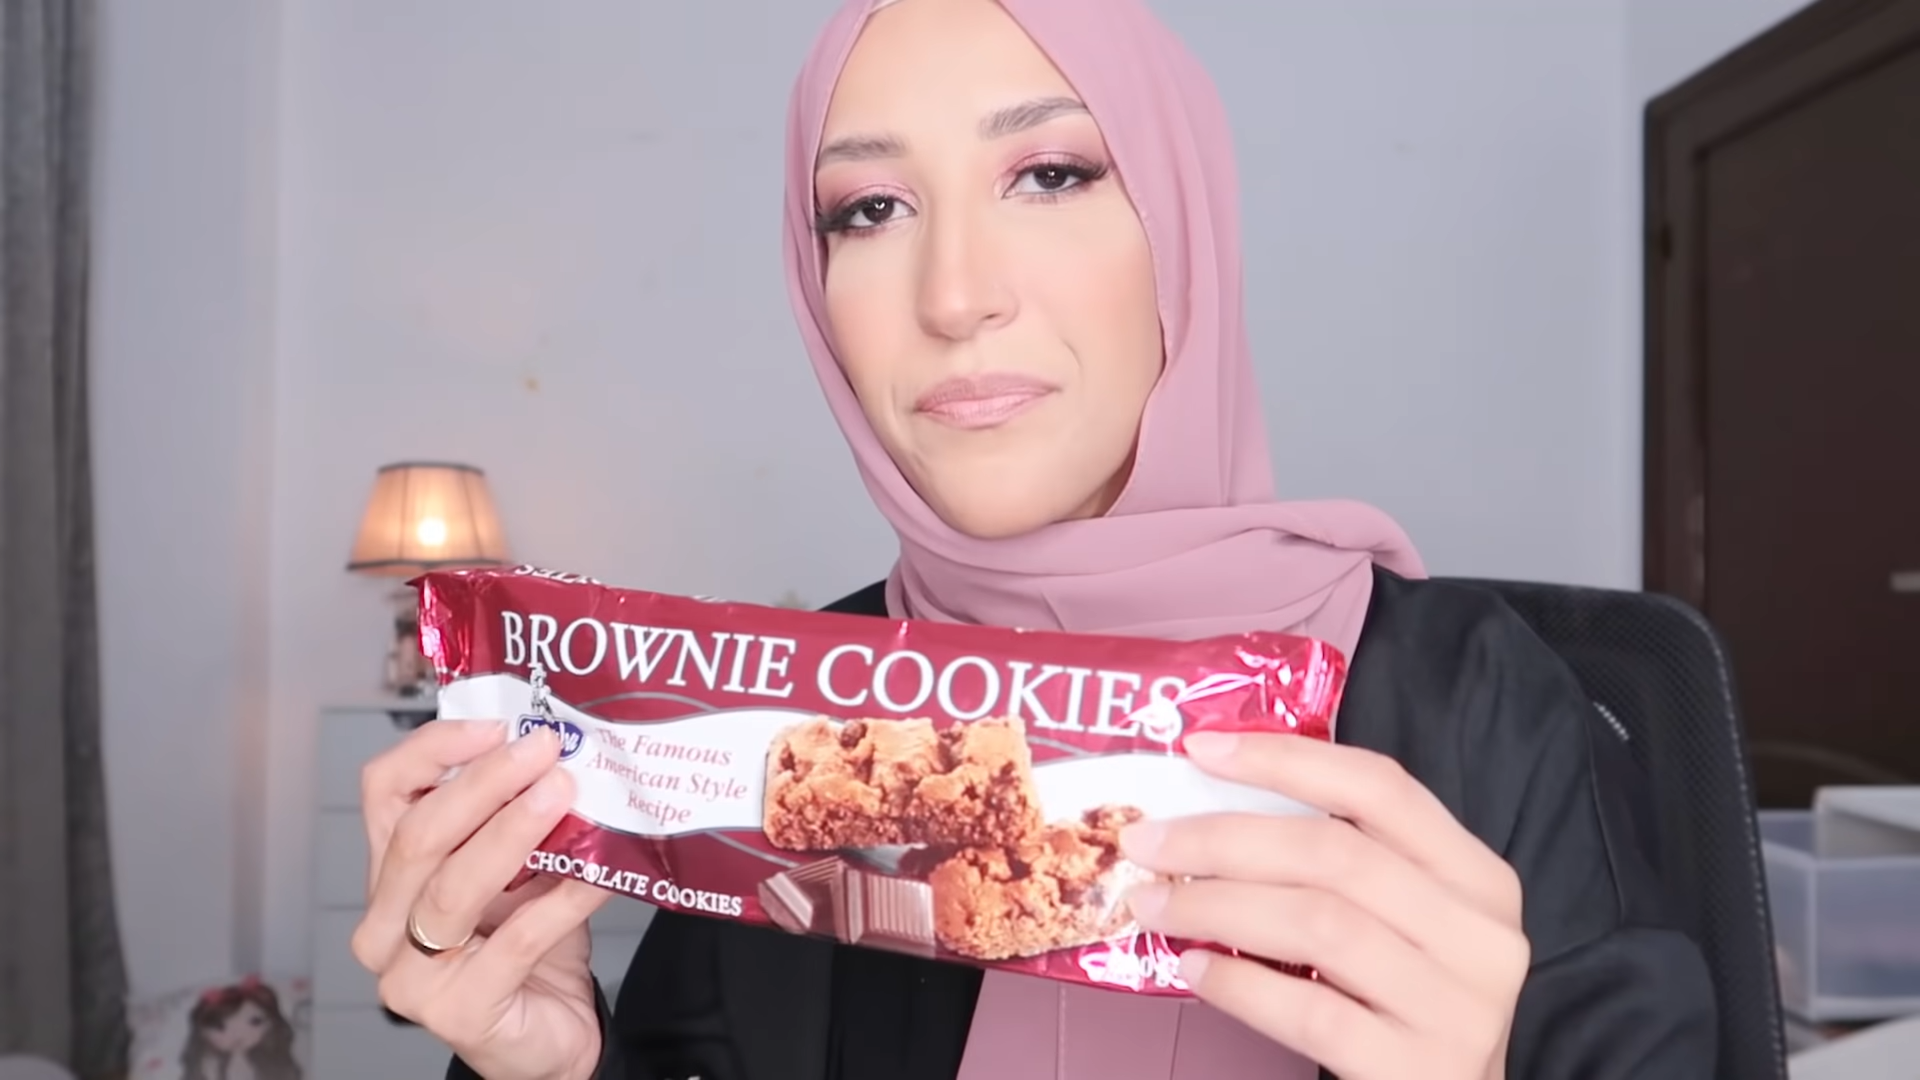 BROWNIE COOKIES
The Famous
American Style
Recipe
CHOCOLATE COOKIES